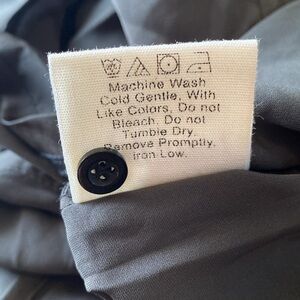 Machine Wash
Cold Gentle, With
Like Colors, Do not
Bleach. Do not
Tumble Dry.
Remove Promptly.
Iron Low.